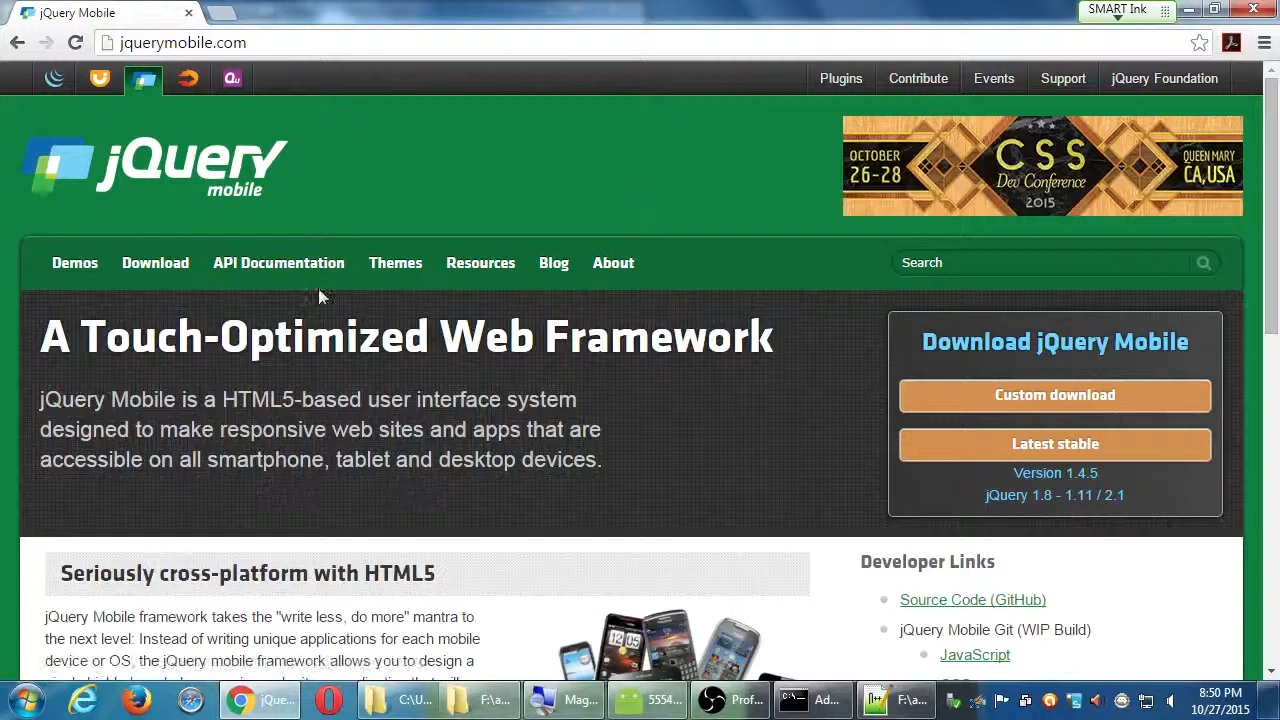 jQuery Mobile
SMART Ink
jquerymobile.com
Plugins
Contribute
Events
Support
jQuery Foundation
jQuery
mobile
OCTOBER
26-28
CSS
Dev Conference
2015
QUEEN MARY
CA, USA
Demos
Download
API Documentation
Themes
Resources
Blog
About
Search
A Touch-Optimized Web Framework
jQuery Mobile is a HTML5-based user interface system
designed to make responsive web sites and apps that are
accessible on all smartphone, tablet and desktop devices.
Download jQuery Mobile
Custom download
Latest stable
Version 1.4.5
jQuery 1.8 - 1.11 / 2.1
Seriously cross-platform with HTML5
jQuery Mobile framework takes the "write less, do more" mantra to
the next level: Instead of writing unique applications for each mobile
device or OS, the jQuery mobile framework allows you to design a
Developer Links
Source Code (GitHub)
jQuery Mobile Git (WIP Build)
JavaScript
jQue...
C:\U...
F:\a...
Mag...
5554...
Prof...
Ad...
F:\a...
8:50 PM
10/27/2015